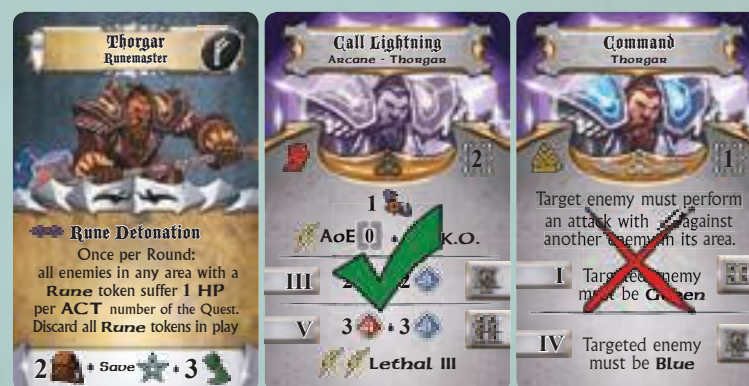 Thorgar
Runemaster
Rune Detonation
Once per Round:
all enemies in any area with a
Rune token suffer 1 HP
per ACT number of the Quest.
Discard all Rune tokens in play
2 + Save + 3
Call Lightning
Arcane - Thorgar
2
1
AoE 0 K.O.
III
V 3 + 3
Lethal III
Command
Thorgar
1
Target enemy must perform
an attack with against
another enemy in its area.
I Targeted enemy
must be Green
IV Targeted enemy
must be Blue